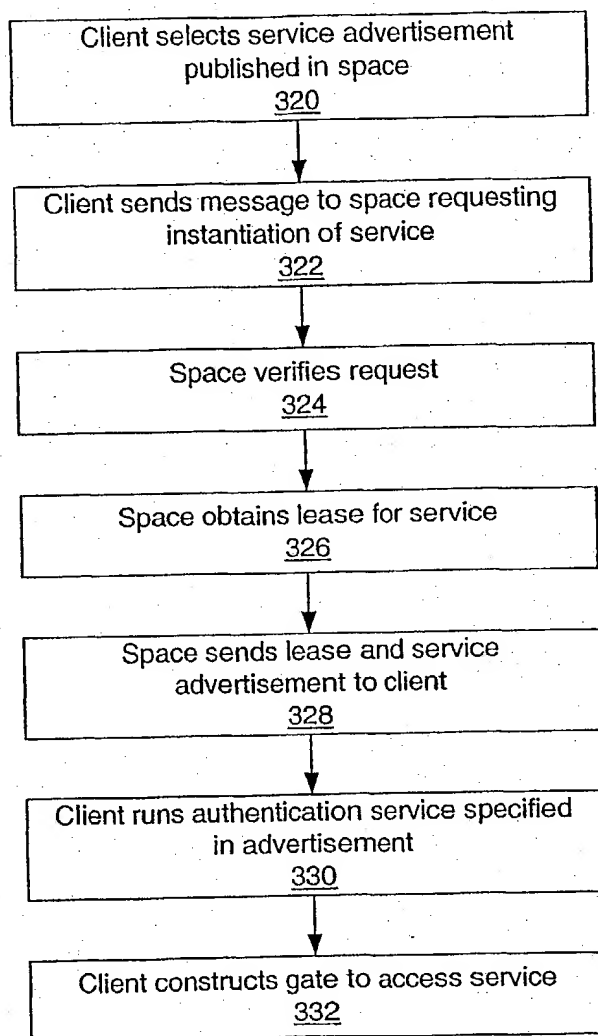 Client selects service advertisement
published in space
320
Client sends message to space requesting
instantiation of service
322
Space verifies request
324
Space obtains lease for service
326
Space sends lease and service
advertisement to client
328
Client runs authentication service specified
in advertisement
330
Client constructs gate to access service
332